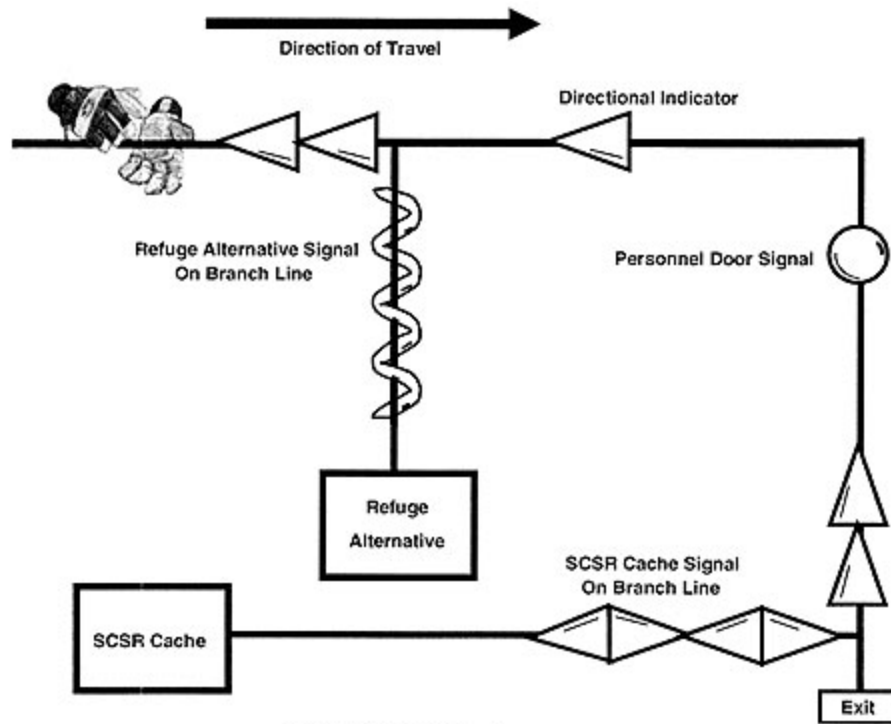 Direction of Travel
Directional Indicator
Refuge Alternative Signal
On Branch Line
Personnel Door Signal
Refuge
Alternative
SCSR Cache Signal
On Branch Line
SCSR Cache
Exit